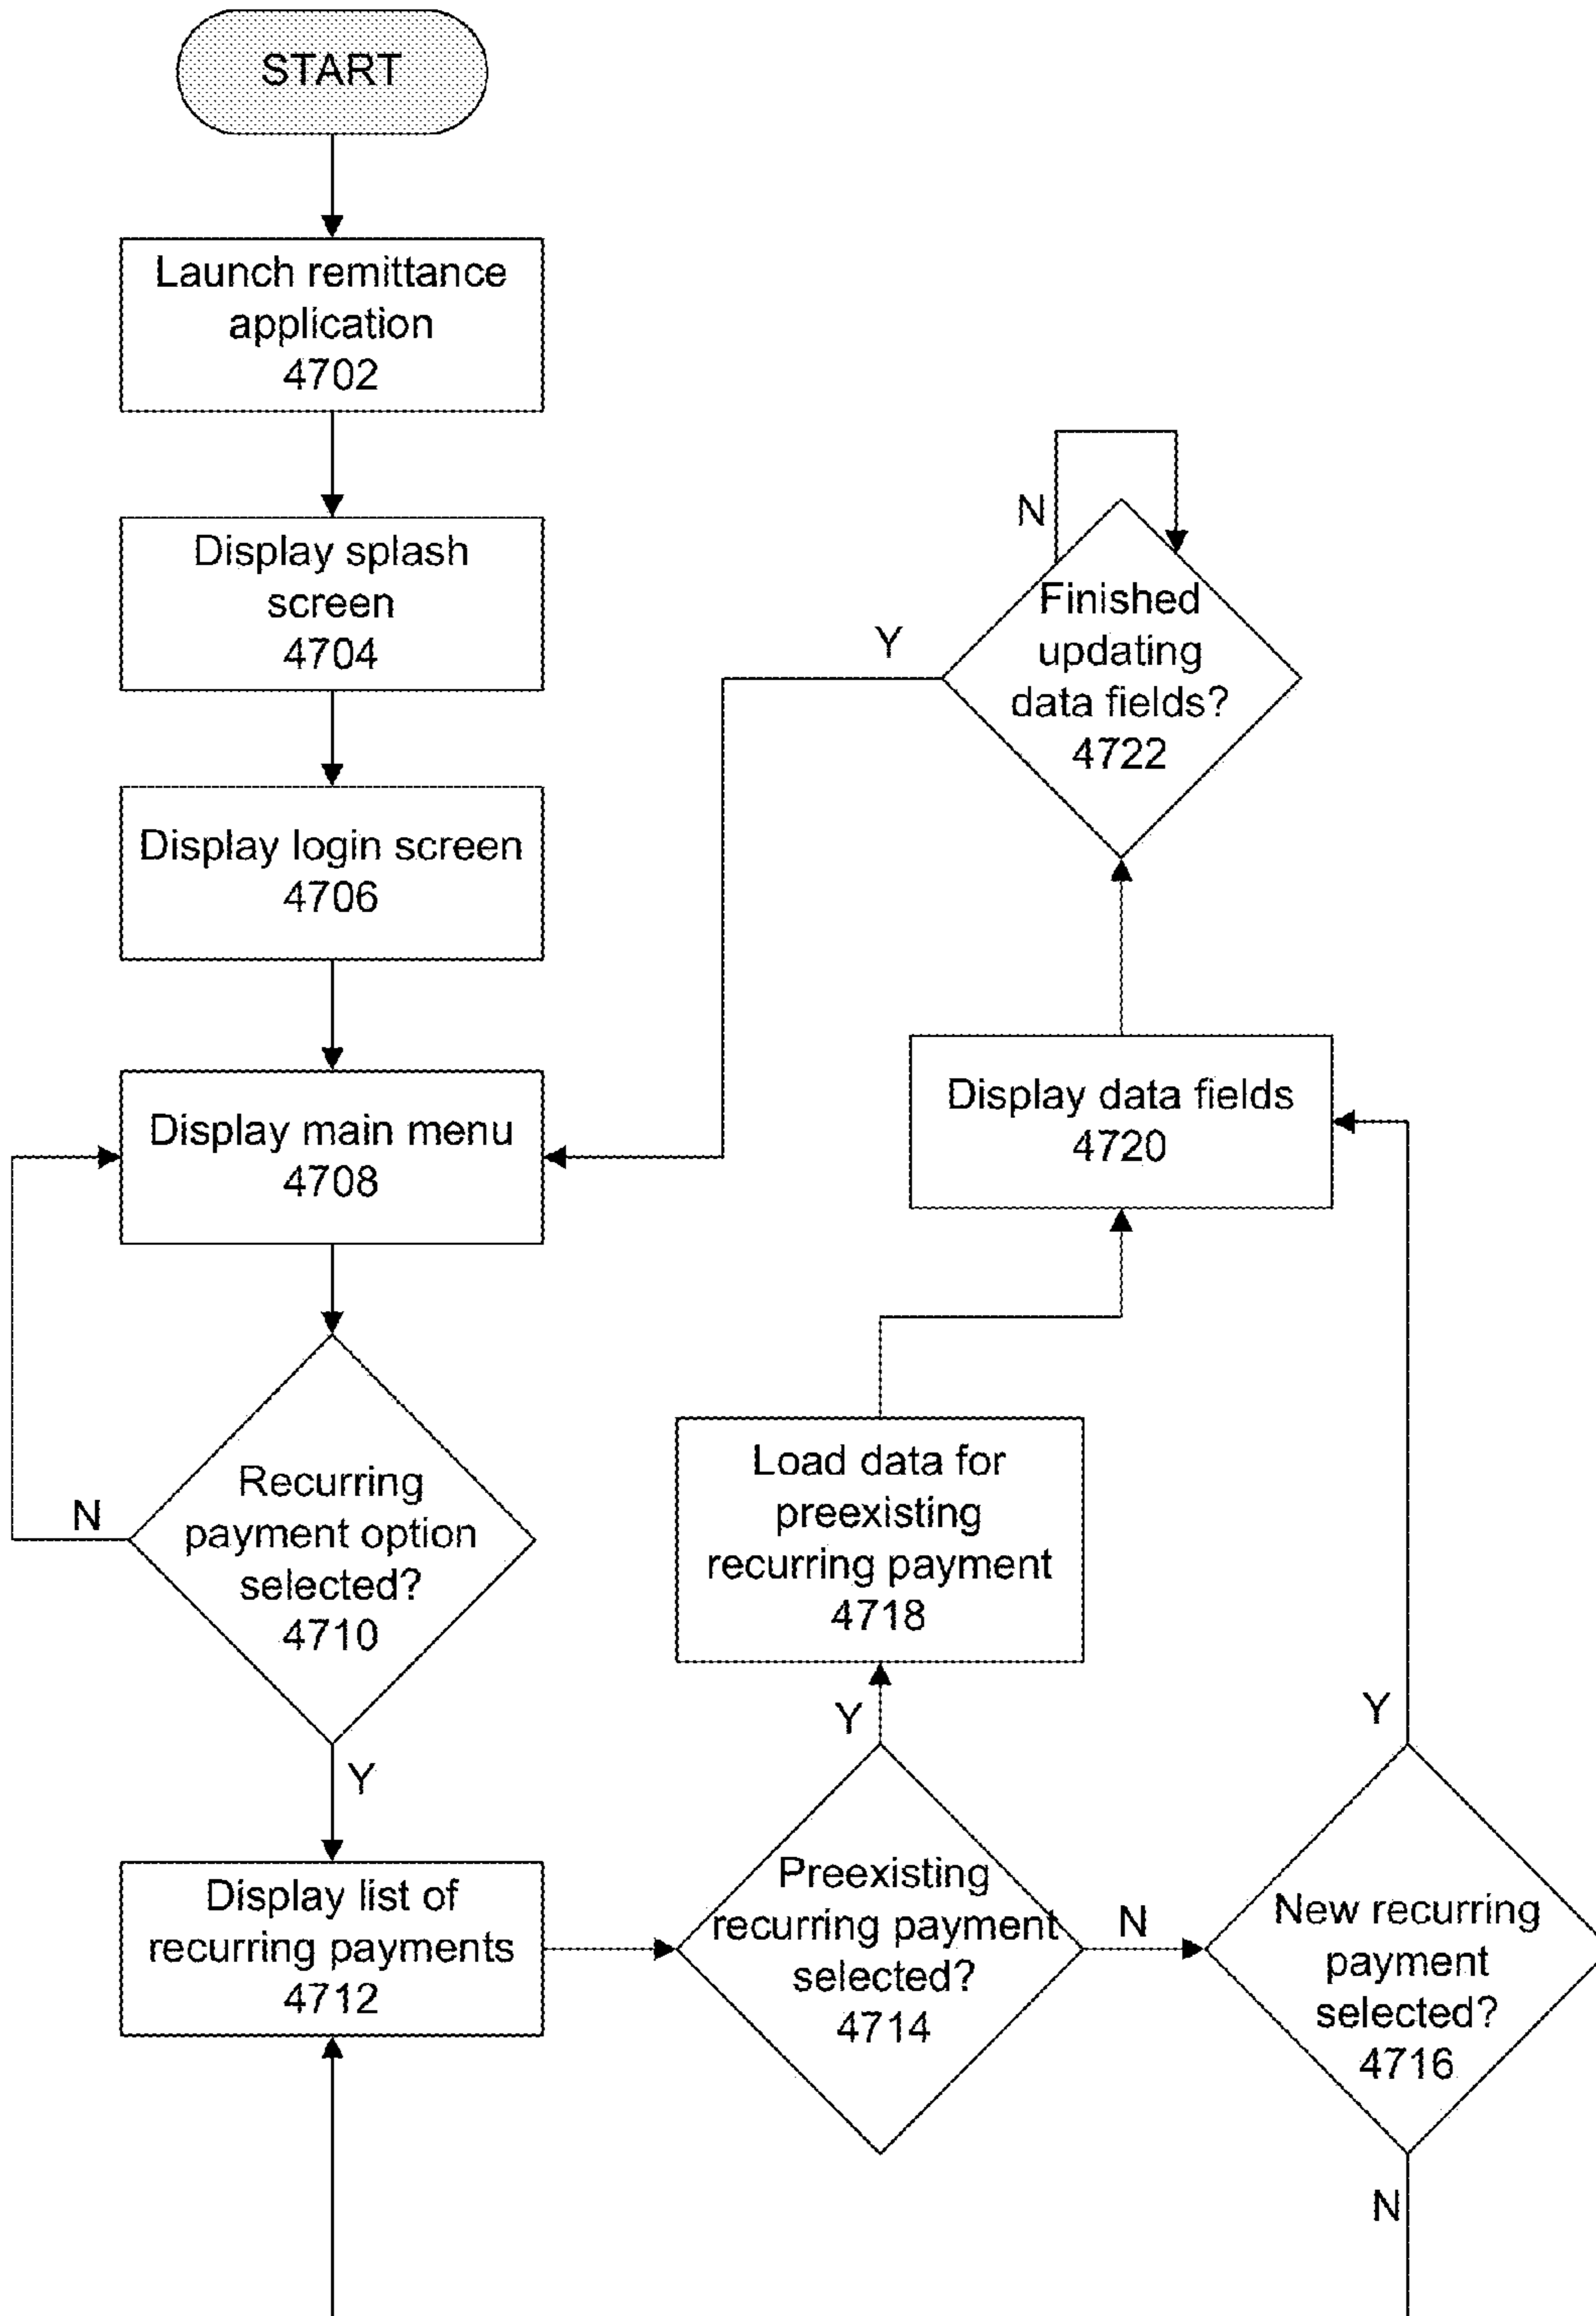 START
Launch remittance
application
4702
Display splash
screen
4704
Display login screen
4706
Display main menu
4708
Recurring
payment option
selected?
4710
N
Y
Display list of
recurring payments
4712
Preexisting
recurring payment
selected?
4714
Y
N
New recurring
payment
selected?
4716
Y
N
Load data for
preexisting
recurring payment
4718
Display data fields
4720
Finished
updating
data fields?
4722
N
Y